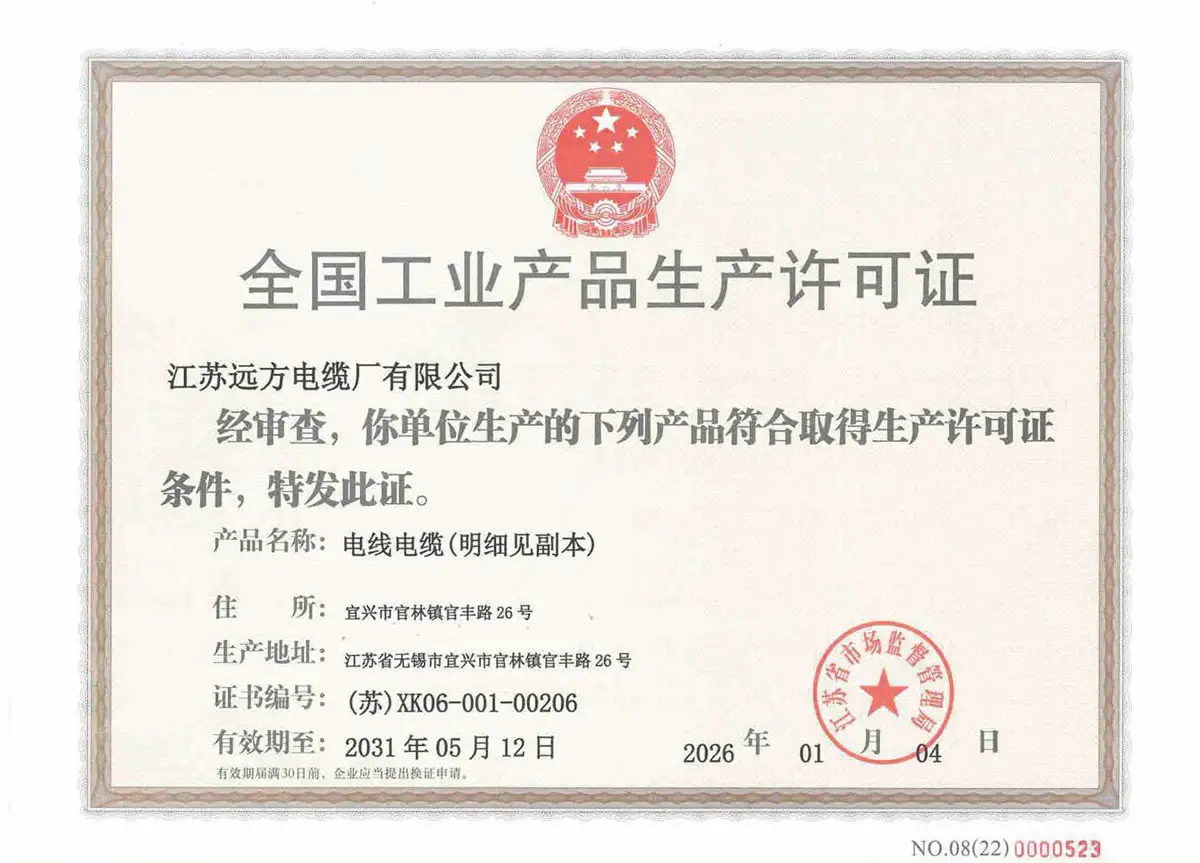 全国工业产品生产许可证
江苏远方电缆厂有限公司
经审查，你单位生产的下列产品符合取得生产许可证
条件，特发此证。
产品名称：电线电缆(明细见副本)
住　　所：宜兴市官林镇官丰路26号
生产地址：江苏省无锡市宜兴市官林镇官丰路26号
证书编号：(苏)XK06-001-00206
有效期至：2031年05月12日
江苏省市场监督管理局
2026年01月04日
有效期届满30日前，企业应当提出换证申请。
NO.08(22)0000523